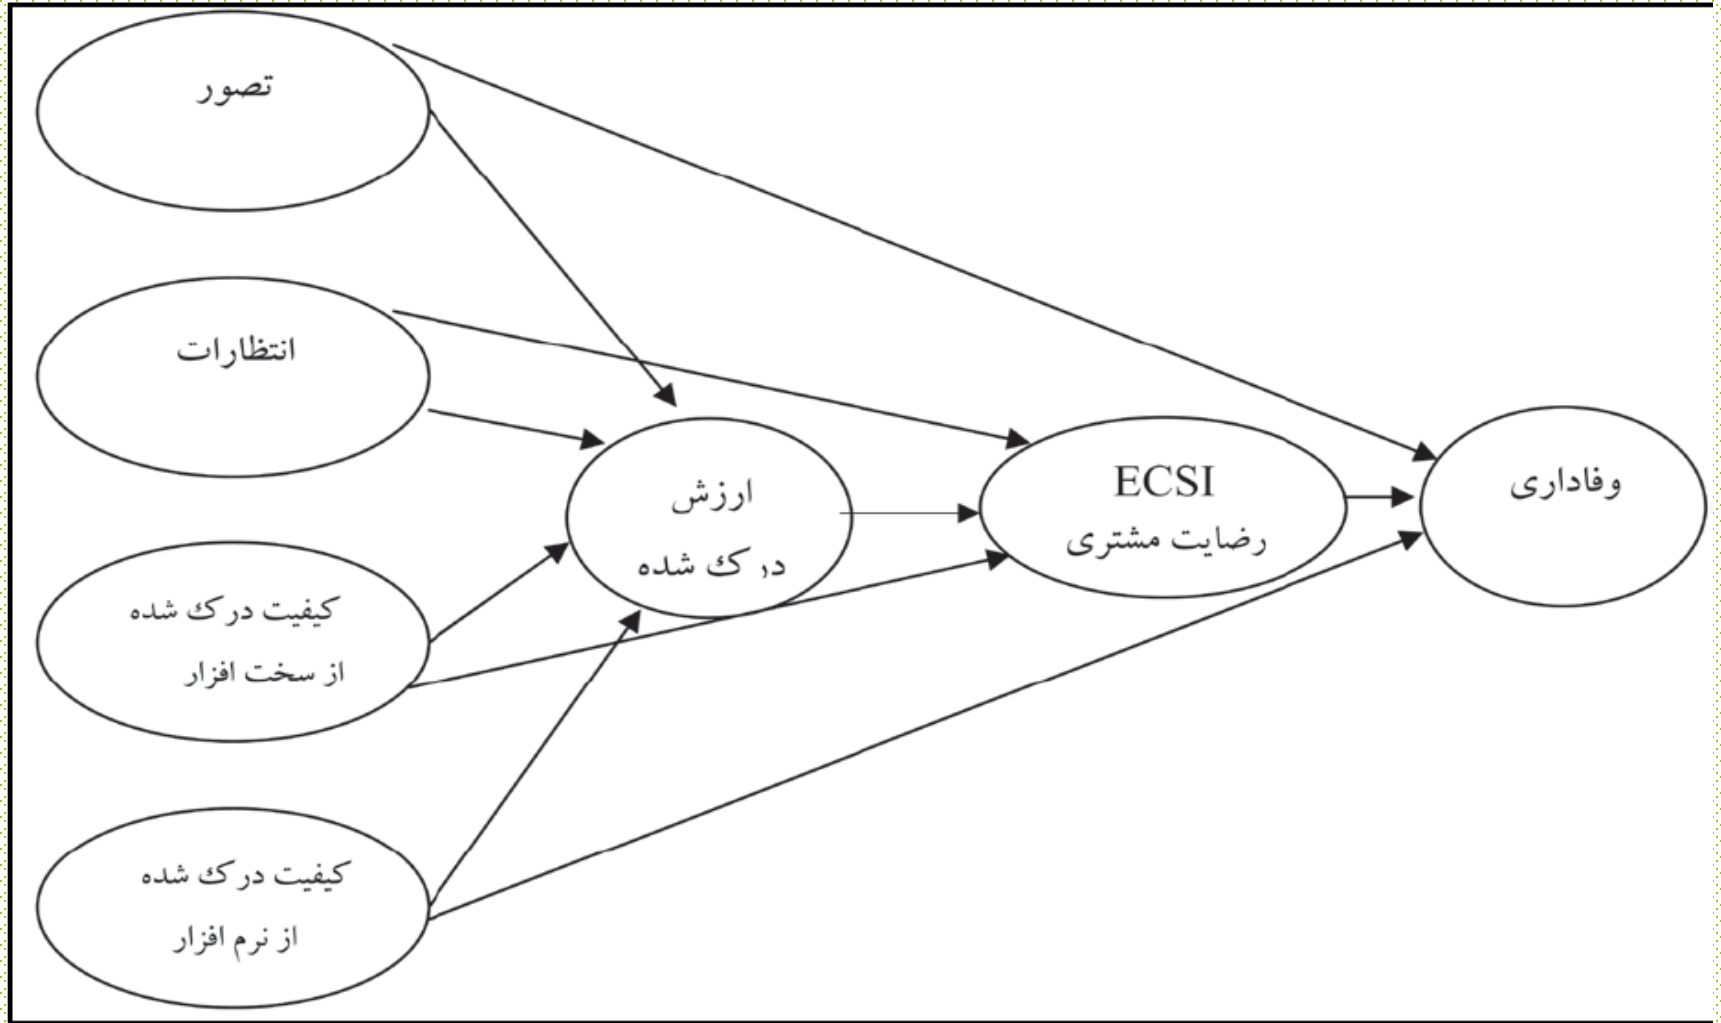 تصور
انتظارات
کیفیت درک شده
از سخت افزار
کیفیت درک شده
از نرم افزار
ارزش
درک شده
ECSI
رضایت مشتری
وفاداری